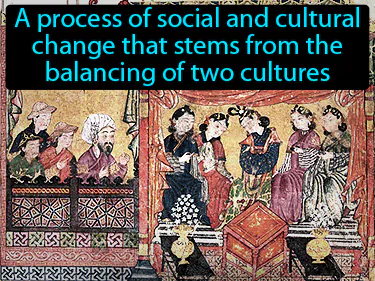 A process of social and cultural
change that stems from the
balancing of two cultures